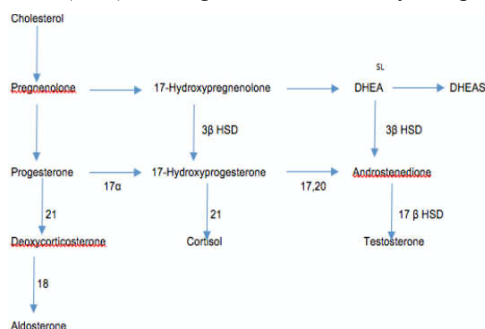 Cholesterol
SL
Pregnenolone 17-Hydroxypregnenolone DHEA DHEAS
3β HSD 3β HSD
Progesterone 17-Hydroxyprogesterone Androstenedione
17α 17,20
21 21 17 β HSD
Deoxycorticosterone Cortisol Testosterone
18
Aldosterone